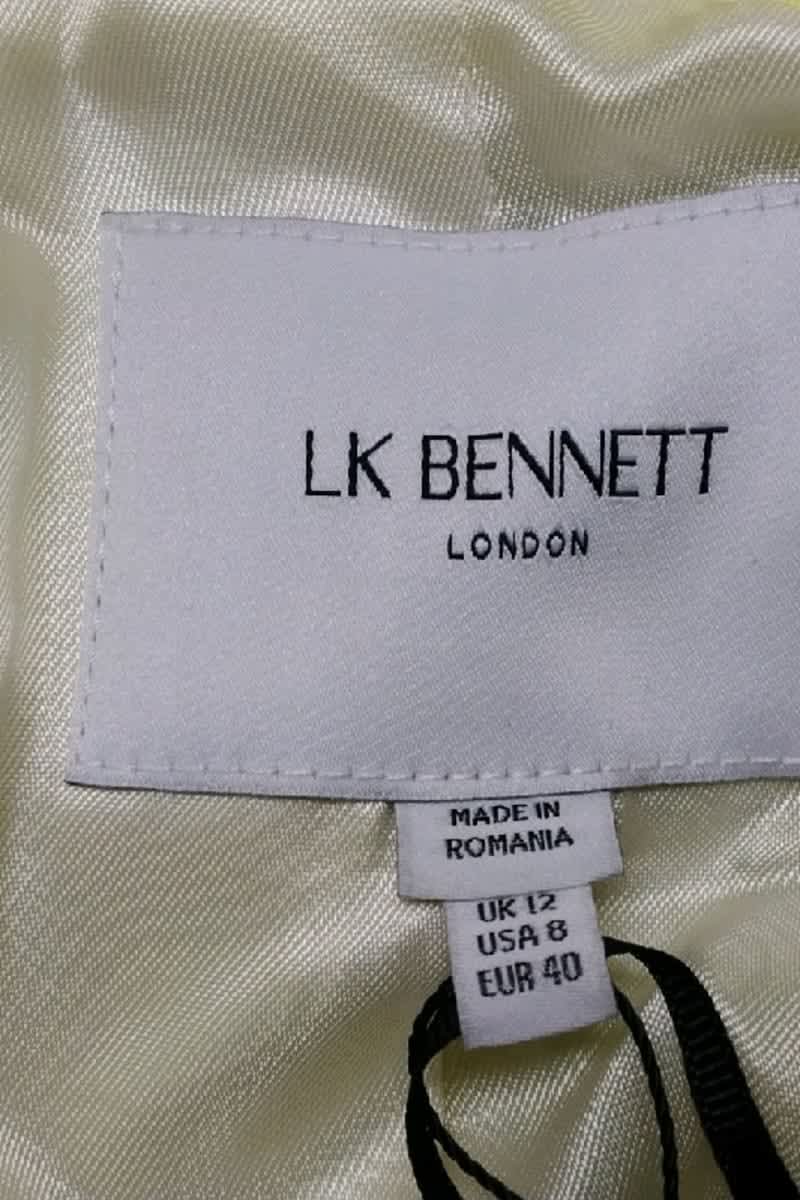 LK BENNETT
LONDON
MADE IN
ROMANIA
UK 12
USA 8
EUR 40